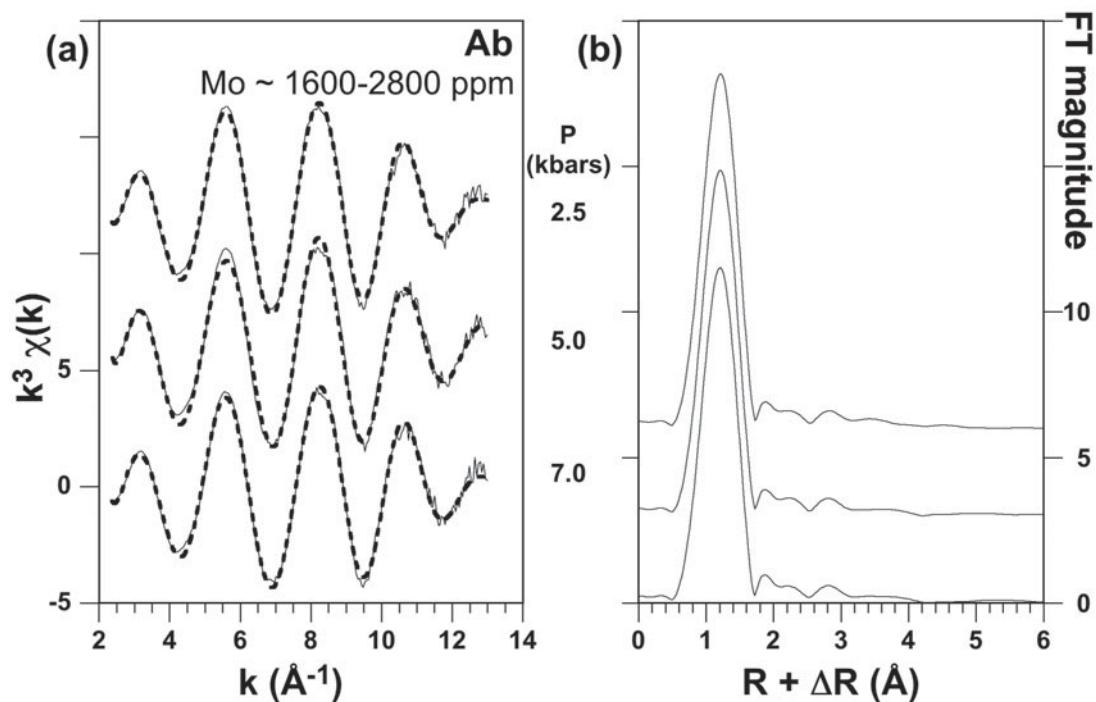 (a)
Ab
Mo ~ 1600-2800 ppm
k³ χ(k)
5
0
-5
2
4
6
8
10
12
14
k (Å⁻¹)
P
(kbars)
2.5
5.0
7.0
(b)
FT magnitude
10
5
0
0
1
2
3
4
5
6
R + ΔR (Å)